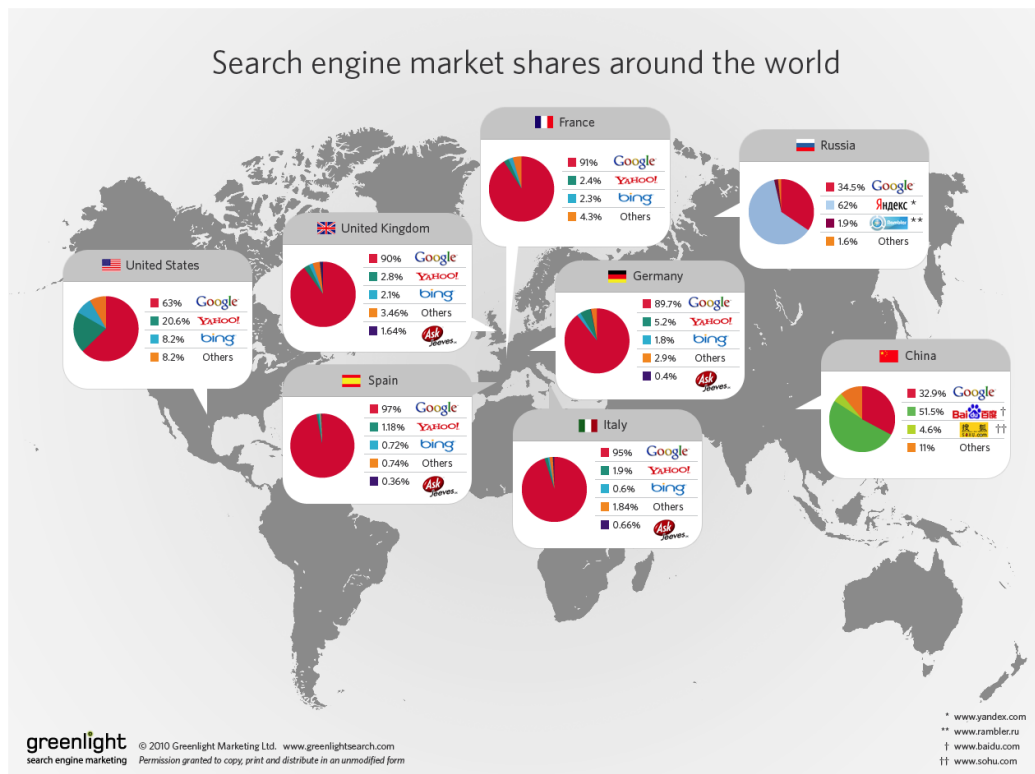 Search engine market shares around the world
France
91% Google
2.4% YAHOO!
2.3% bing
4.3% Others
Russia
34.5% Google
62% Яндекс *
1.9% **
1.6% Others
United Kingdom
90% Google
2.8% YAHOO!
2.1% bing
3.46% Others
1.64% Ask Jeeves
United States
63% Google
20.6% YAHOO!
8.2% bing
8.2% Others
Germany
89.7% Google
5.2% YAHOO!
1.8% bing
2.9% Others
0.4% Ask Jeeves
China
32.9% Google
51.5% Bai du 百度 †
4.6% 搜狐 ††
11% Others
Spain
97% Google
1.18% YAHOO!
0.72% bing
0.74% Others
0.36% Ask Jeeves
Italy
95% Google
1.9% YAHOO!
0.6% bing
1.84% Others
0.66% Ask Jeeves
greenlight
search engine marketing
© 2010 Greenlight Marketing Ltd. www.greenlightsearch.com
Permission granted to copy, print and distribute in an unmodified form
* www.yandex.com
** www.rambler.ru
† www.baidu.com
†† www.sohu.com